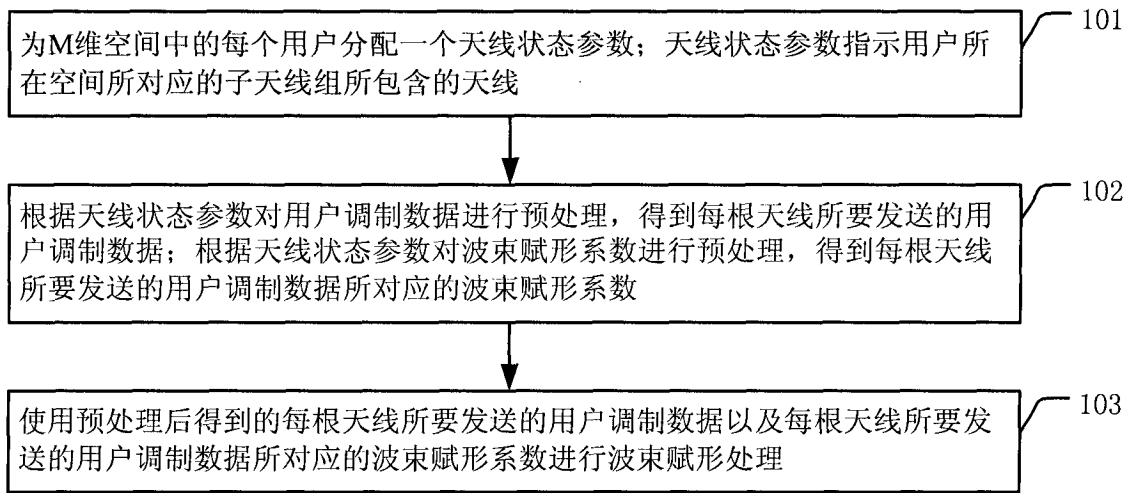 为M维空间中的每个用户分配一个天线状态参数；天线状态参数指示用户所
在空间所对应的子天线组所包含的天线
101
根据天线状态参数对用户调制数据进行预处理，得到每根天线所要发送的用
户调制数据；根据天线状态参数对波束赋形系数进行预处理，得到每根天线
所要发送的用户调制数据所对应的波束赋形系数
102
使用预处理后得到的每根天线所要发送的用户调制数据以及每根天线所要发
送的用户调制数据所对应的波束赋形系数进行波束赋形处理
103